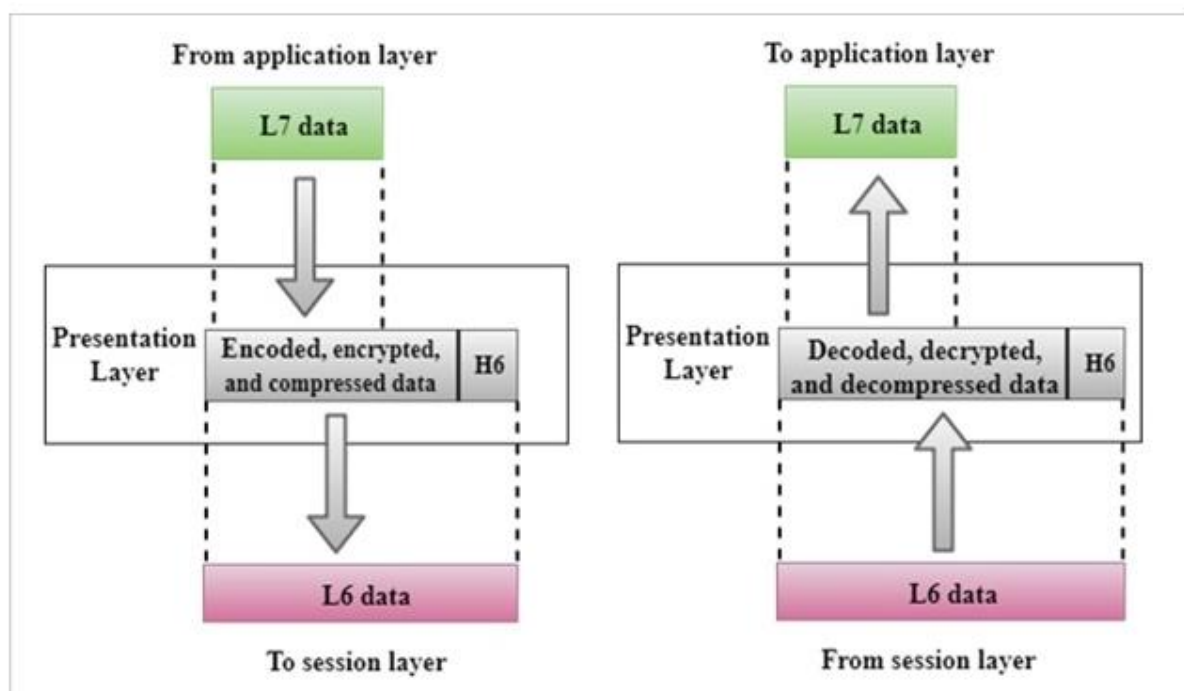 From application layer
L7 data
Presentation
Layer
Encoded, encrypted,
and compressed data
H6
L6 data
To session layer
To application layer
L7 data
Presentation
Layer
Decoded, decrypted,
and decompressed data
H6
L6 data
From session layer